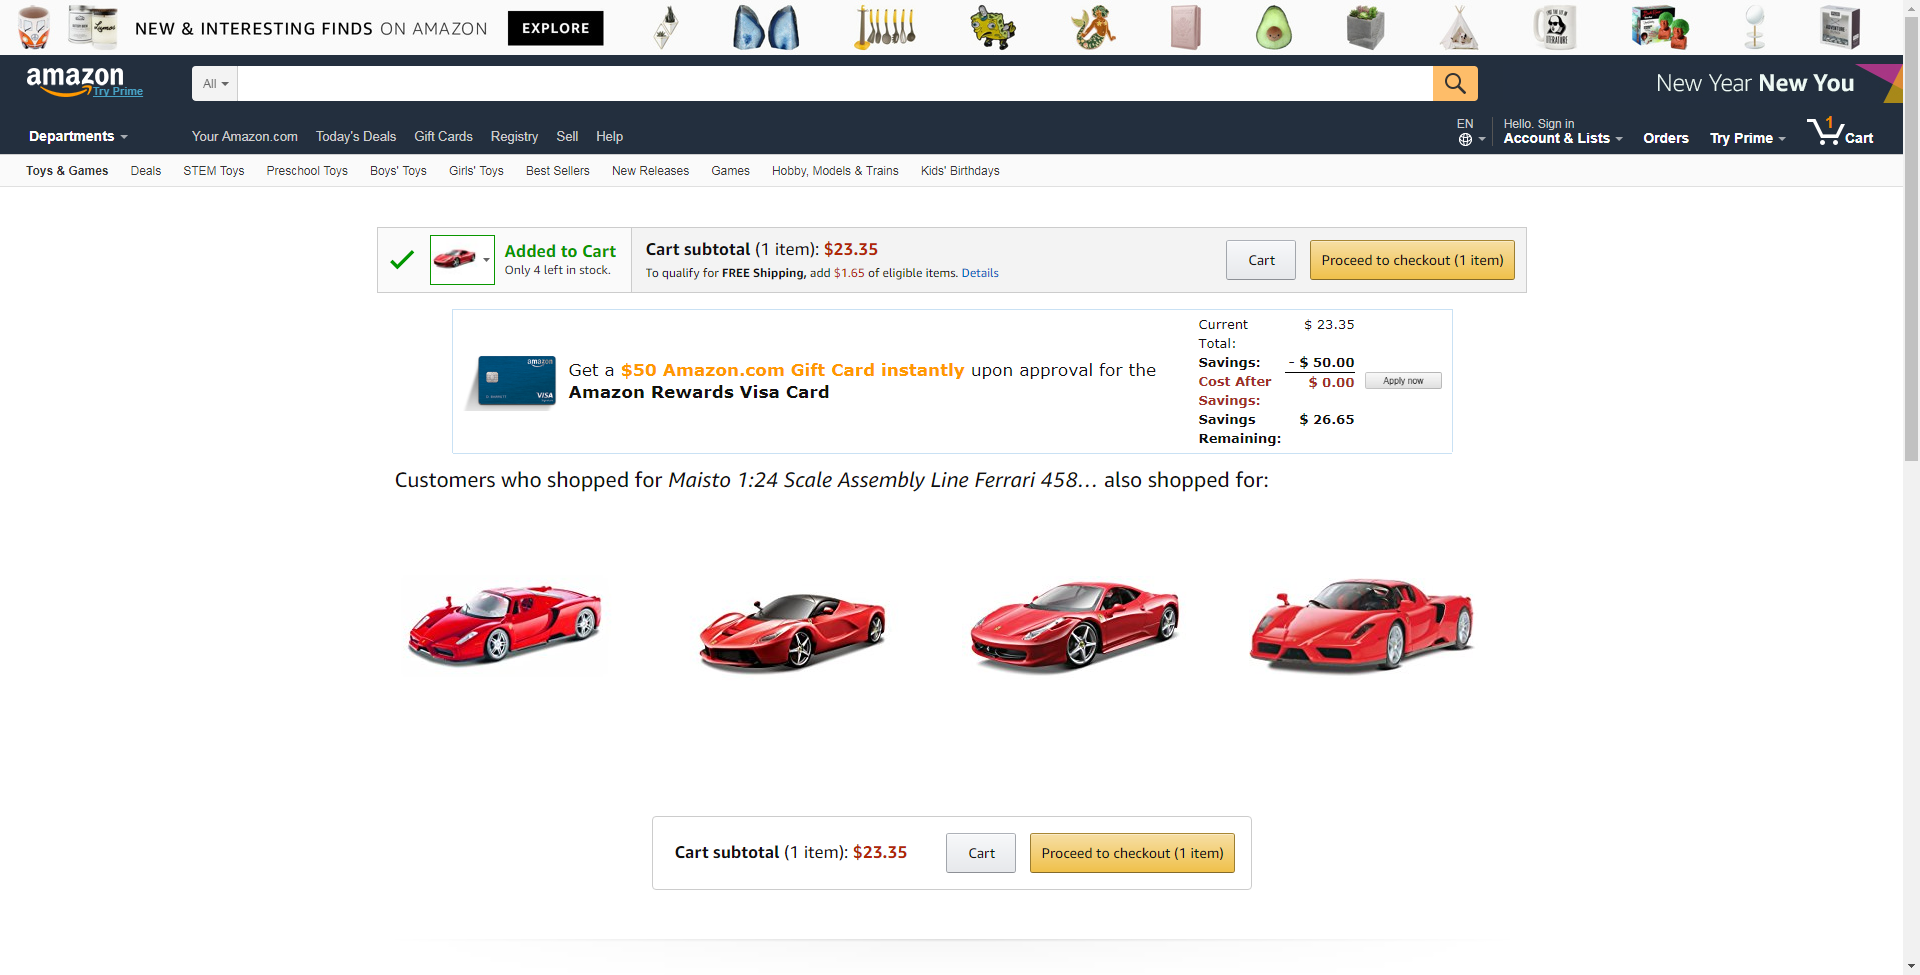 NEW & INTERESTING FINDS ON AMAZON EXPLORE
amazon
Try Prime
All
New Year New You
Departments
Your Amazon.com Today's Deals Gift Cards Registry Sell Help
EN
Hello. Sign in
Account & Lists
Orders
Try Prime
1
Cart
Toys & Games Deals STEM Toys Preschool Toys Boys' Toys Girls' Toys Best Sellers New Releases Games Hobby, Models & Trains Kids' Birthdays
Added to Cart
Only 4 left in stock.
Cart subtotal (1 item): $23.35
To qualify for FREE Shipping, add $1.65 of eligible items. Details
Cart
Proceed to checkout (1 item)
amazon
VISA
Get a $50 Amazon.com Gift Card instantly upon approval for the
Amazon Rewards Visa Card
Current $ 23.35
Total:
Savings: - $ 50.00
Cost After $ 0.00
Savings:
Savings $ 26.65
Remaining:
Apply now
Customers who shopped for Maisto 1:24 Scale Assembly Line Ferrari 458... also shopped for:
Cart subtotal (1 item): $23.35
Cart
Proceed to checkout (1 item)